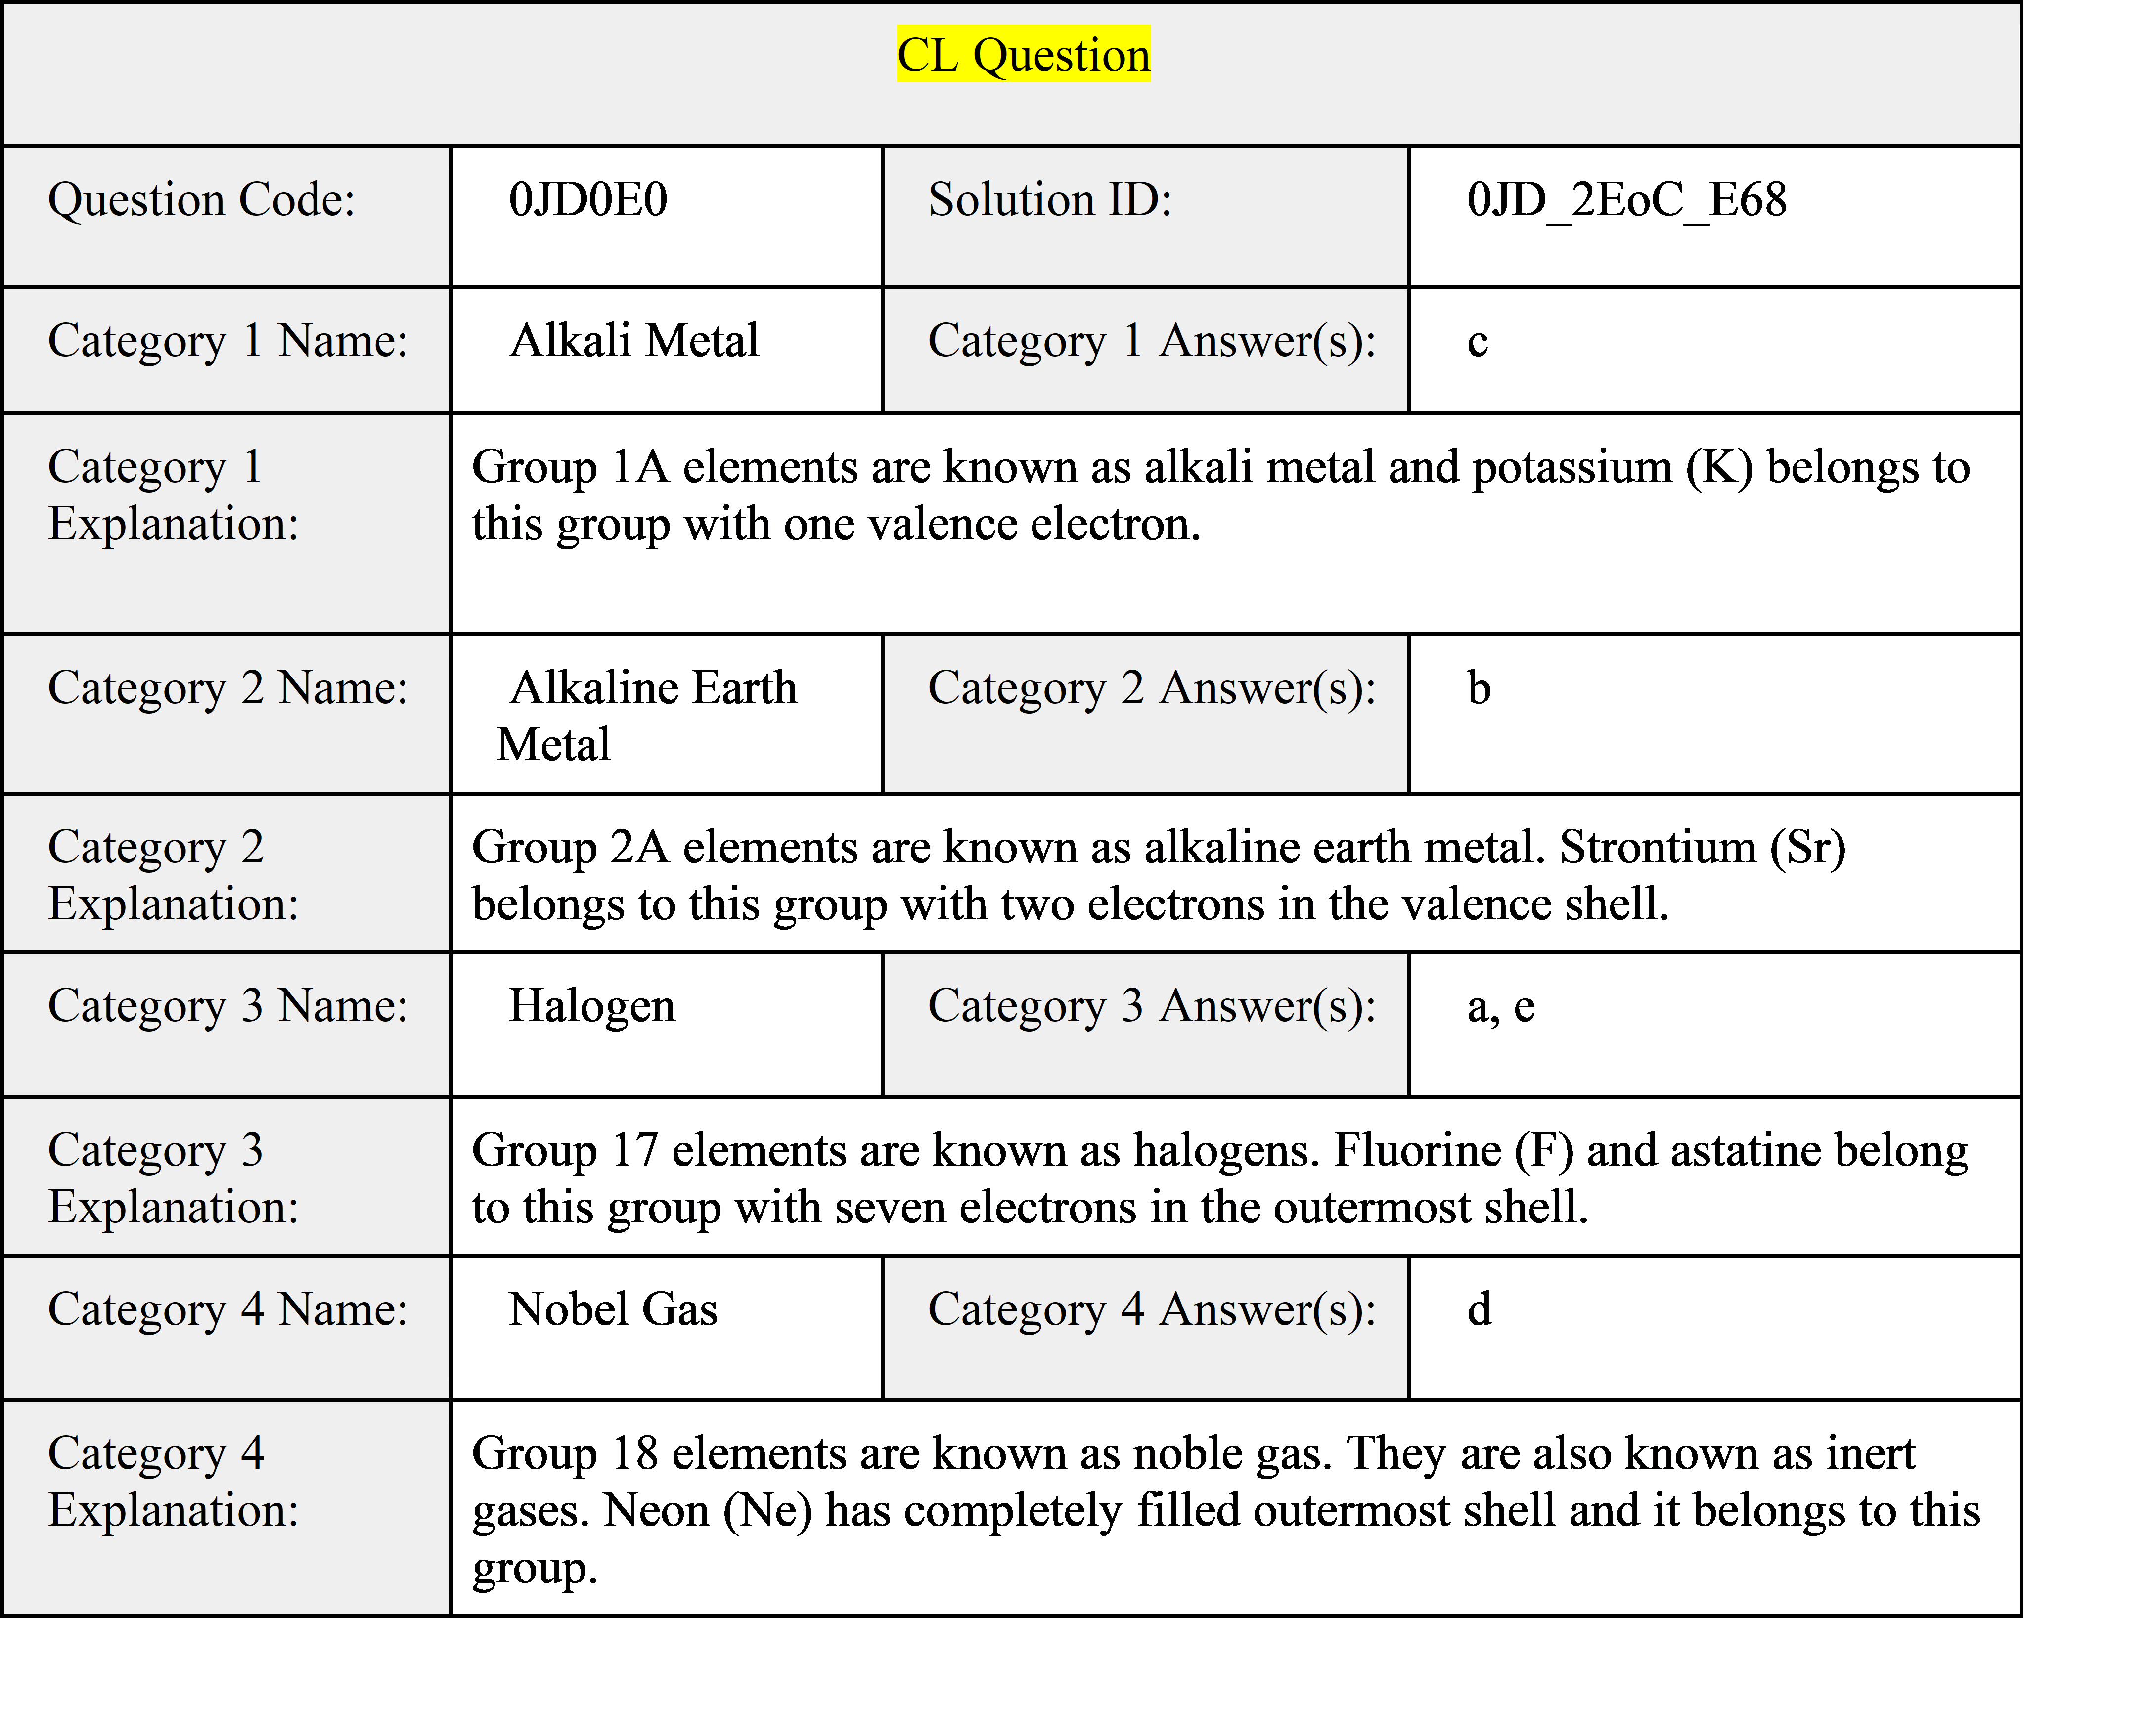 CL Question
Question Code: 0JD0E0 Solution ID: 0JD_2EoC_E68
Category 1 Name: Alkali Metal Category 1 Answer(s): c
Category 1
Explanation:
Group 1A elements are known as alkali metal and potassium (K) belongs to
this group with one valence electron.
Category 2 Name: Alkaline Earth
Metal
Category 2 Answer(s): b
Category 2
Explanation:
Group 2A elements are known as alkaline earth metal. Strontium (Sr)
belongs to this group with two electrons in the valence shell.
Category 3 Name: Halogen Category 3 Answer(s): a, e
Category 3
Explanation:
Group 17 elements are known as halogens. Fluorine (F) and astatine belong
to this group with seven electrons in the outermost shell.
Category 4 Name: Nobel Gas Category 4 Answer(s): d
Category 4
Explanation:
Group 18 elements are known as noble gas. They are also known as inert
gases. Neon (Ne) has completely filled outermost shell and it belongs to this
group.